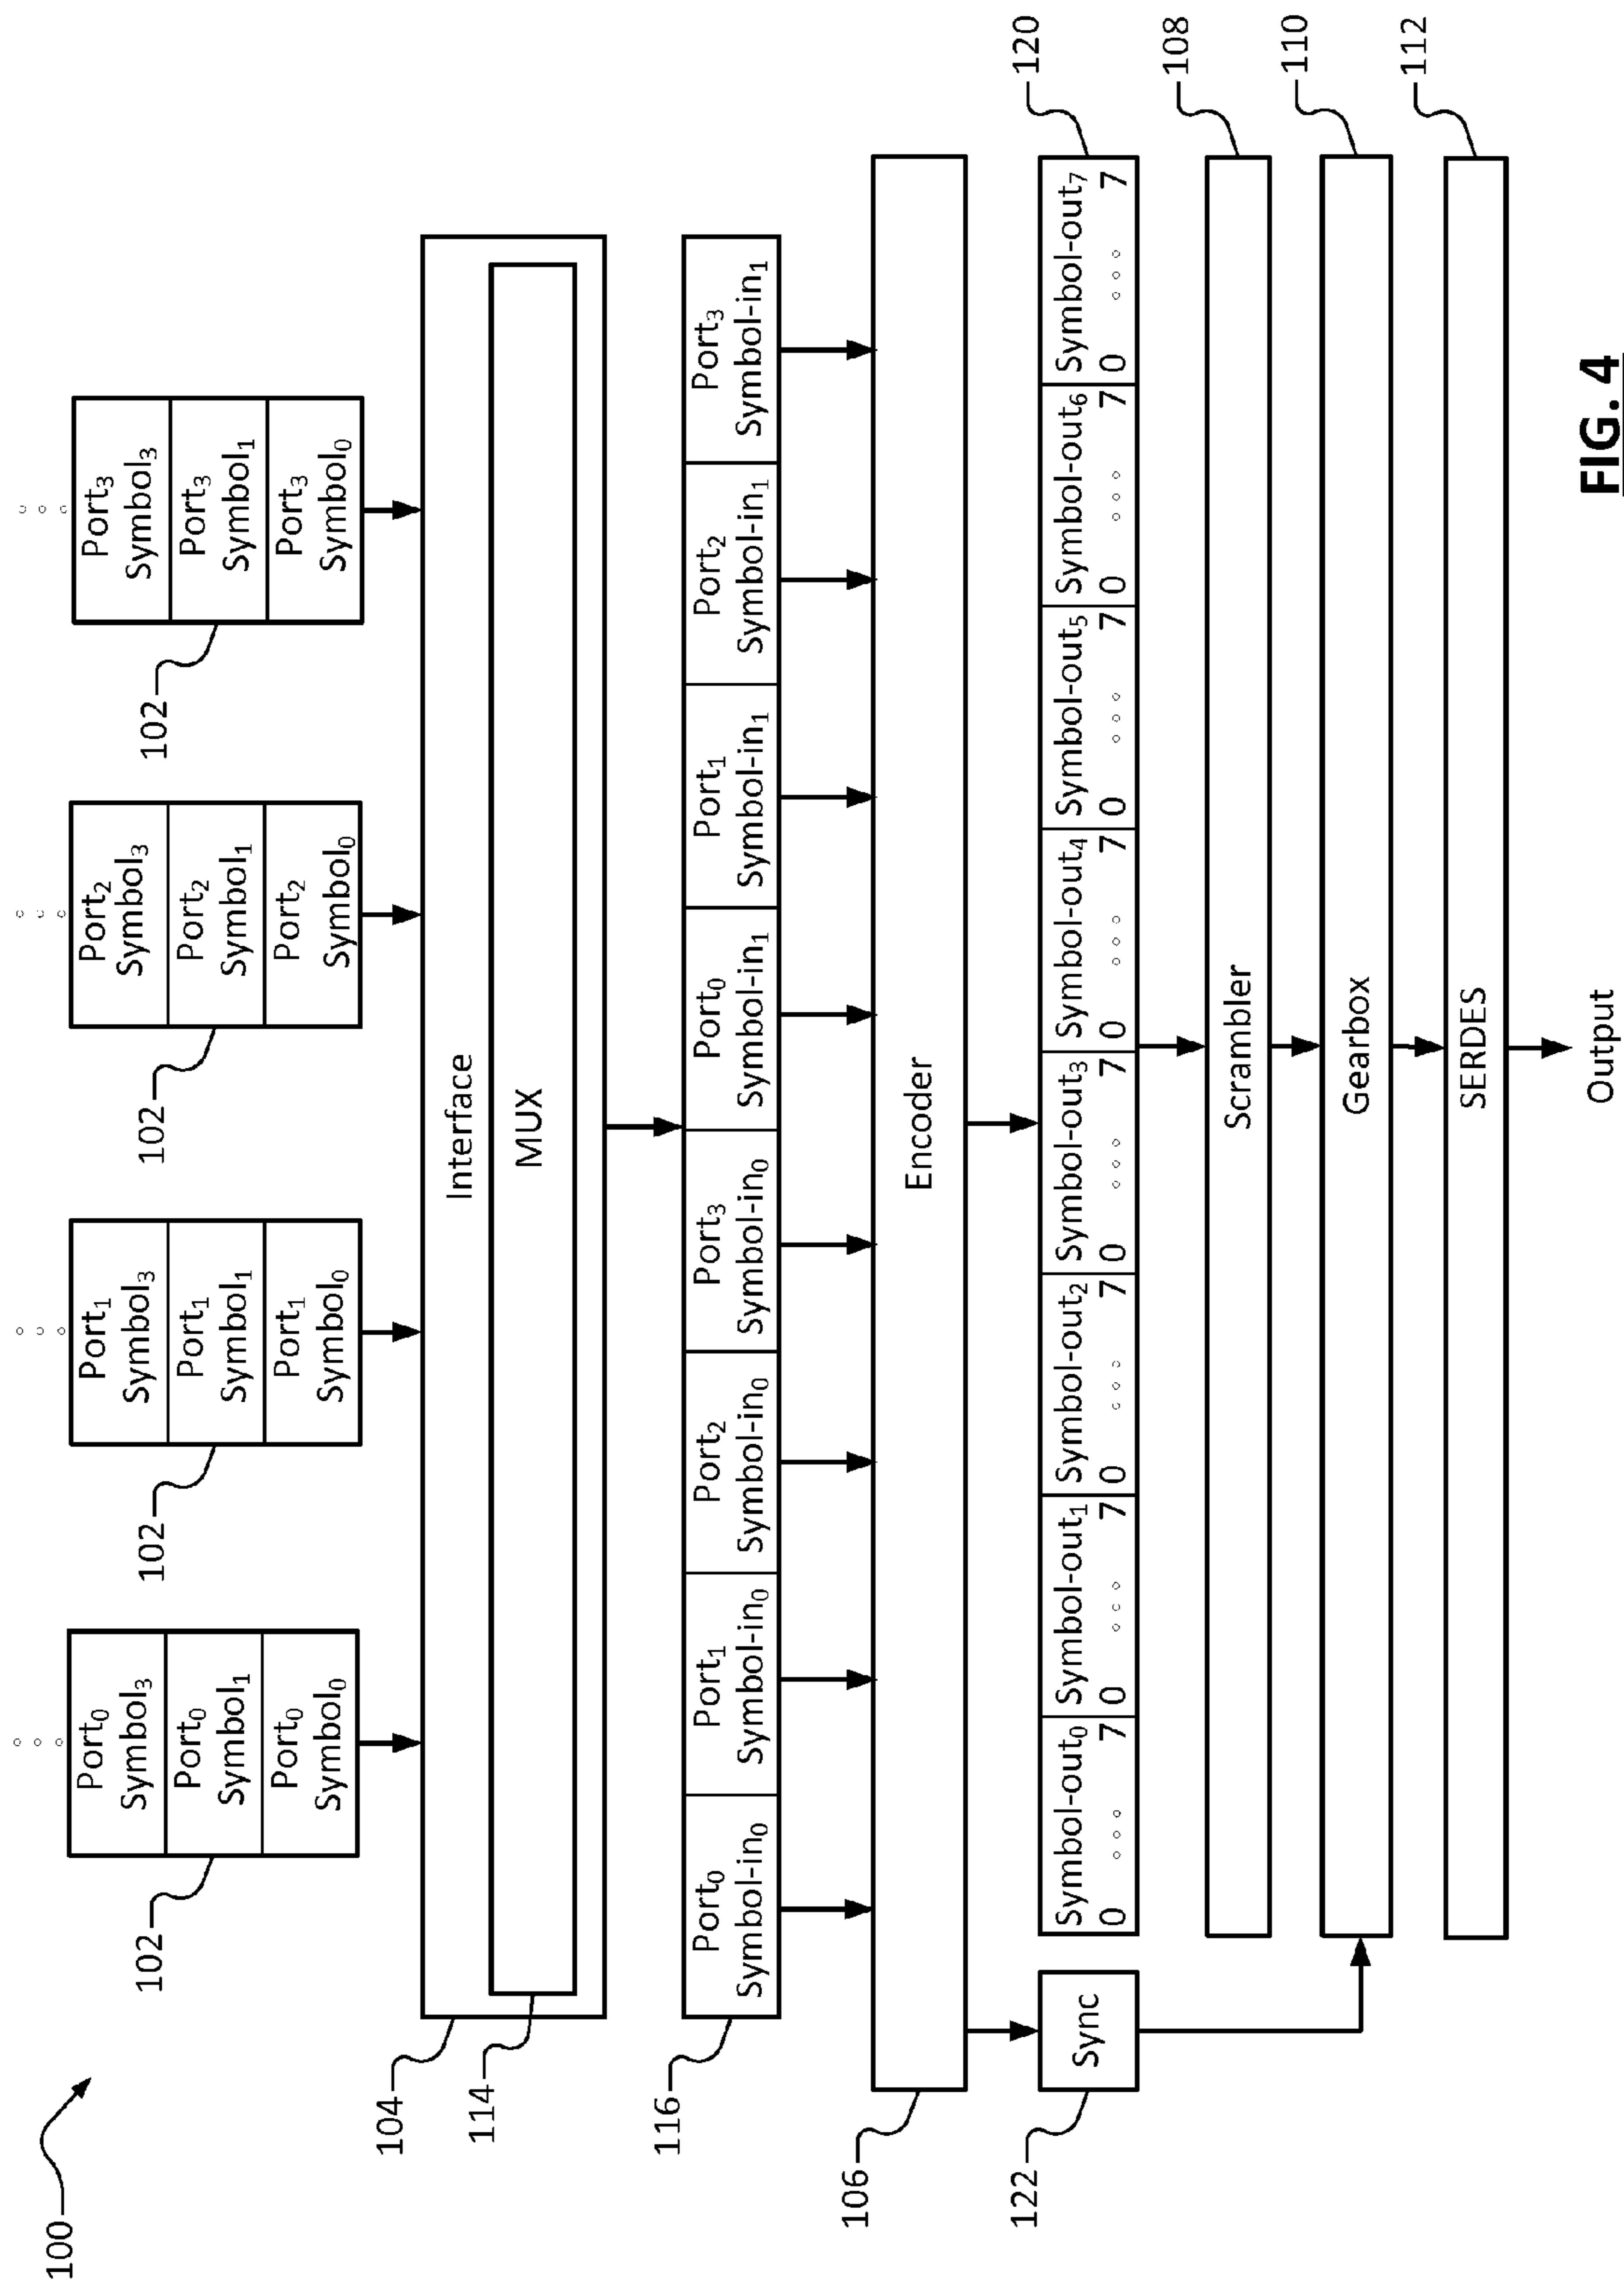 100
Port₀
Symbol₃
Port₀
Symbol₁
Port₀
Symbol₀
102
Port₁
Symbol₃
Port₁
Symbol₁
Port₁
Symbol₀
102
Port₂
Symbol₃
Port₂
Symbol₁
Port₂
Symbol₀
102
Port₃
Symbol₃
Port₃
Symbol₁
Port₃
Symbol₀
102
104
Interface
114
MUX
116
Port₀
Symbol-in₀
Port₁
Symbol-in₀
Port₂
Symbol-in₀
Port₃
Symbol-in₀
Port₀
Symbol-in₁
Port₁
Symbol-in₁
Port₂
Symbol-in₁
Port₃
Symbol-in₁
106
Encoder
122
Sync
Symbol-out₀
0 7
Symbol-out₁
0 7
Symbol-out₂
0 7
Symbol-out₃
0 7
Symbol-out₄
0 7
Symbol-out₅
0 7
Symbol-out₆
0 7
Symbol-out₇
0 7
120
Scrambler
108
Gearbox
110
SERDES
112
Output
FIG. 4